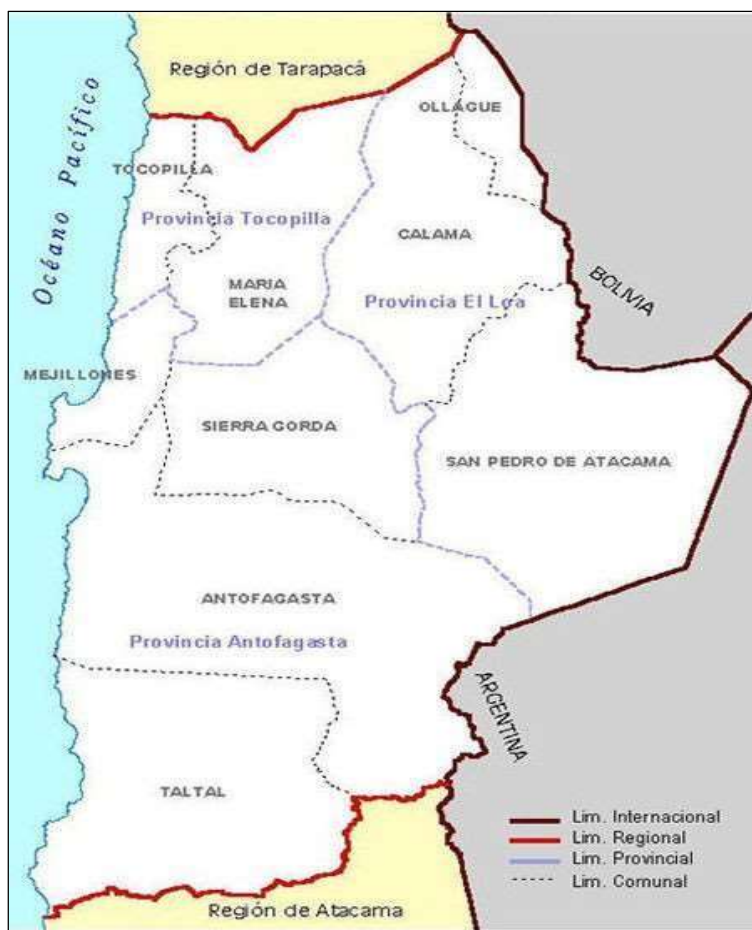 Región de Tarapacá
OLLAGUE
Océano Pacífico
TOCOPILLA
Provincia Tocopilla
CALAMA
MARIA
ELENA
Provincia El Loa
BOLIVIA
MEJILLONES
SIERRA GORDA
SAN PEDRO DE ATACAMA
ANTOFAGASTA
Provincia Antofagasta
ARGENTINA
TALTAL
Lim. Internacional
Lim. Regional
Lim. Provincial
Lim. Comunal
Región de Atacama